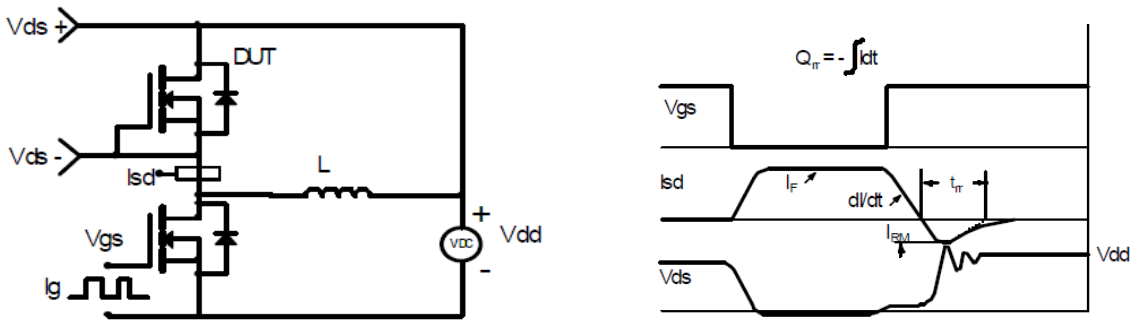 Vds +
DUT
Vds -
Isd
L
Vgs
Ig
+
VDC
-
Vdd
Qrr = - ∫Idt
Vgs
Isd
IF
dI/dt
trr
IRM
Vds
Vdd